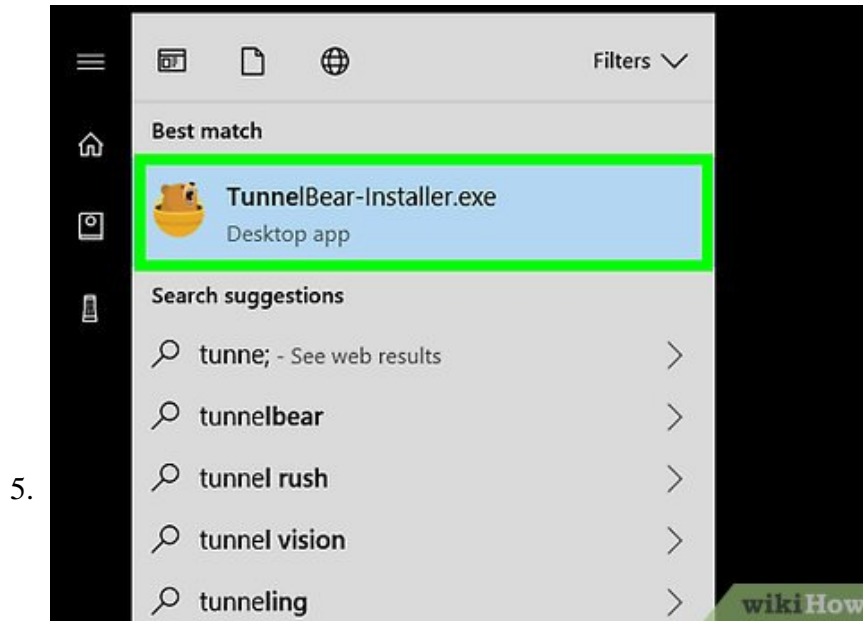 Filters
Best match
TunnelBear-Installer.exe
Desktop app
Search suggestions
tunne; - See web results
tunnelbear
5.
tunnel rush
tunnel vision
tunneling
wikiHow